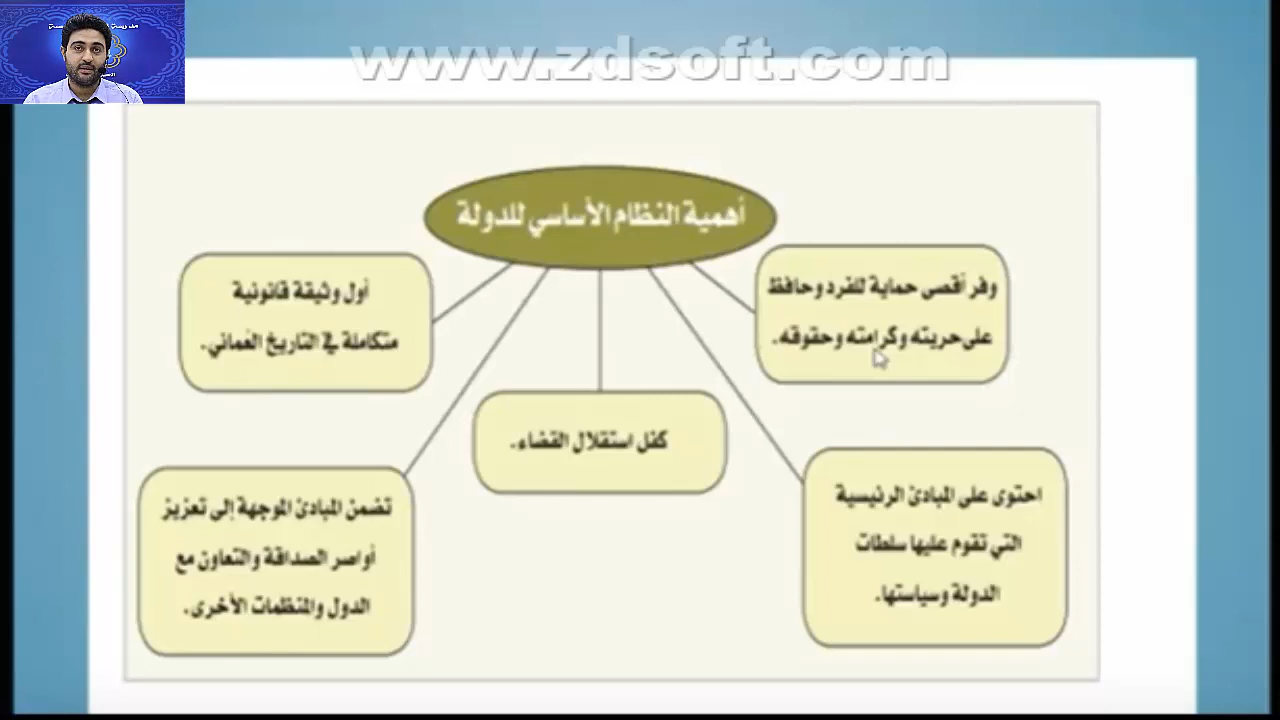 www.zdsoft.com
أهمية النظام الأساسي للدولة
وفر أقصى حماية للفرد وحافظ
على حريته وكرامته وحقوقه.
أول وثيقة قانونية
متكاملة في التاريخ العُماني.
كفل استقلال القضاء.
احتوى على المبادئ الرئيسية
التي تقوم عليها سلطات
الدولة وسياستها.
تضمن المبادئ الموجهة إلى تعزيز
أواصر الصداقة والتعاون مع
الدول والمنظمات الأخرى.